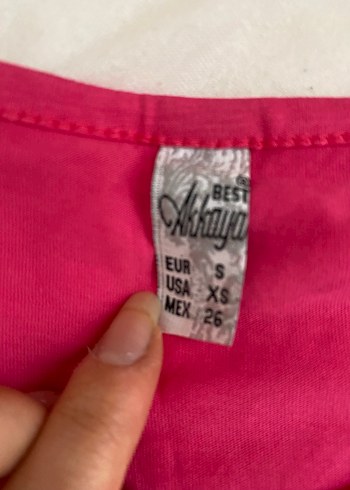 BEST
Akkaya
EUR S
USA XS
MEX 26